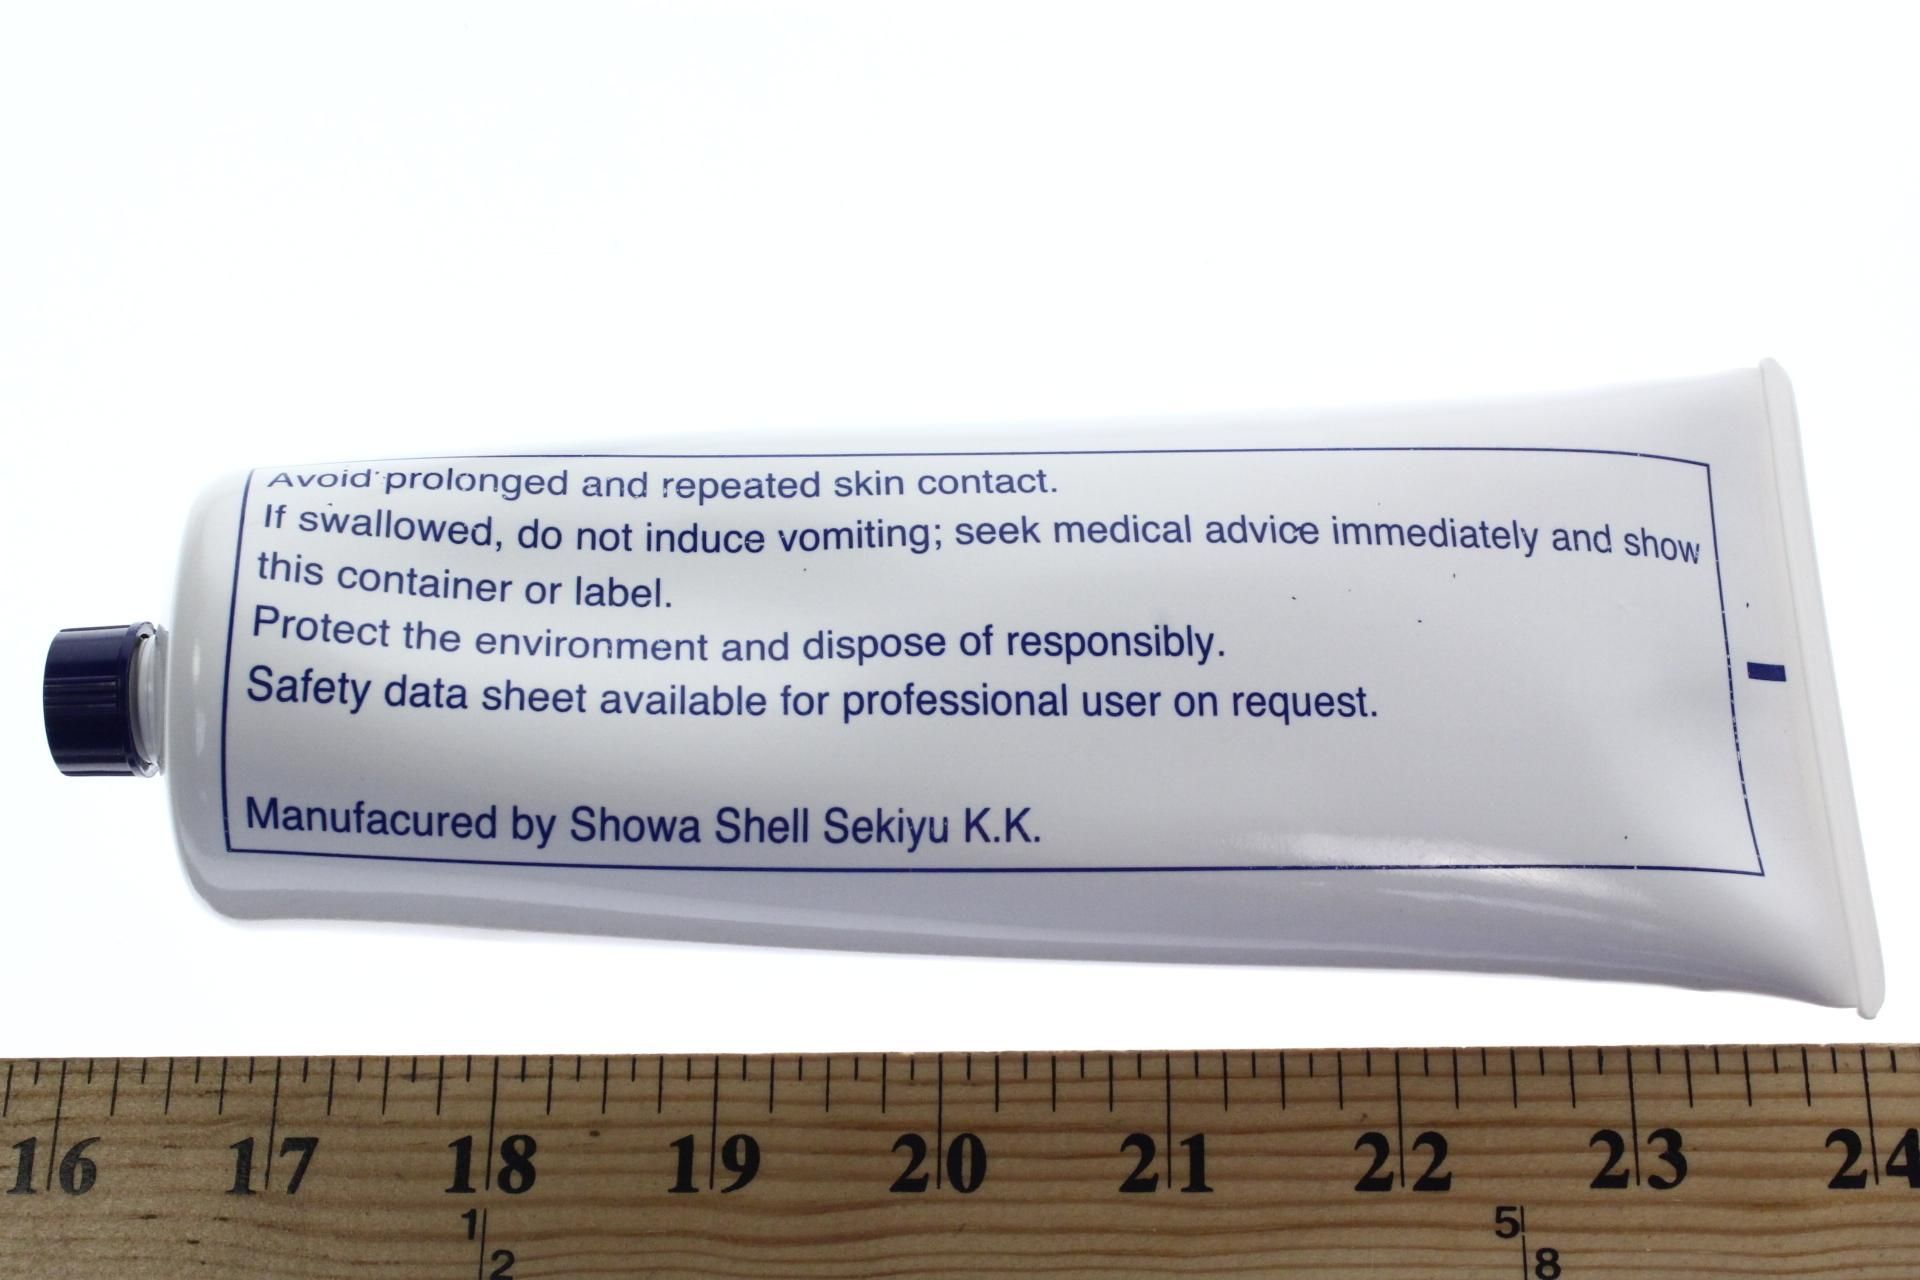 Avoid prolonged and repeated skin contact.
If swallowed, do not induce vomiting; seek medical advice immediately and show
this container or label.
Protect the environment and dispose of responsibly.
Safety data sheet available for professional user on request.
Manufacured by Showa Shell Sekiyu K.K.
16 17 18 19 20 21 22 23 24
1 5
2 8